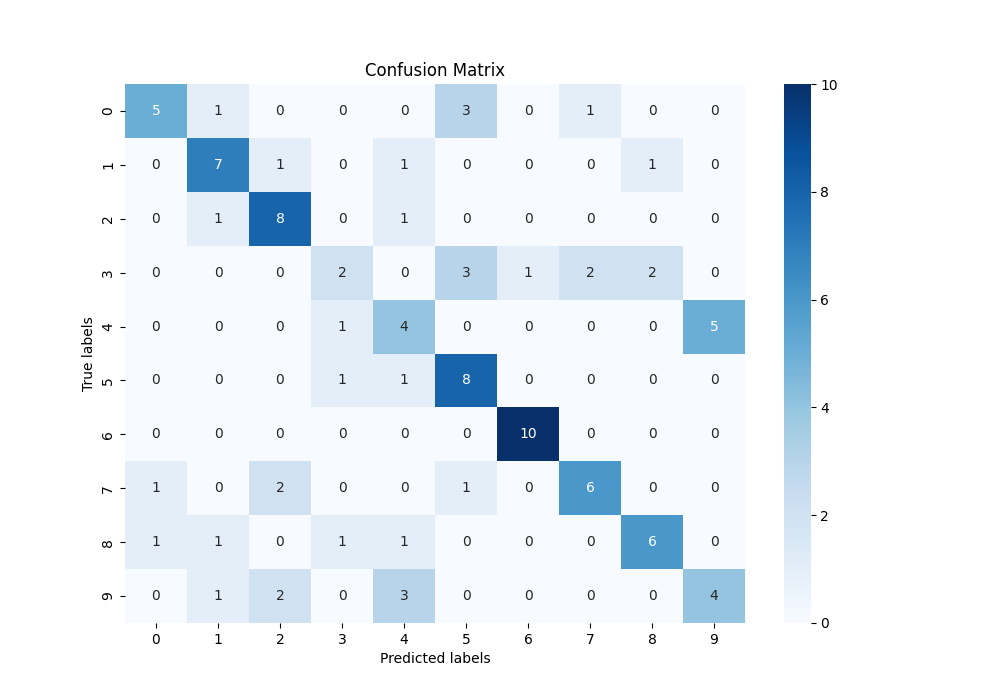 Confusion Matrix
0 5 1 0 0 0 3 0 1 0 0
1 0 7 1 0 1 0 0 0 1 0
2 0 1 8 0 1 0 0 0 0 0
3 0 0 0 2 0 3 1 2 2 0
4 0 0 0 1 4 0 0 0 0 5
5 0 0 0 1 1 8 0 0 0 0
6 0 0 0 0 0 0 10 0 0 0
7 1 0 2 0 0 1 0 6 0 0
8 1 1 0 1 1 0 0 0 6 0
9 0 1 2 0 3 0 0 0 0 4
0 1 2 3 4 5 6 7 8 9
Predicted labels
True labels
10
8
6
4
2
0